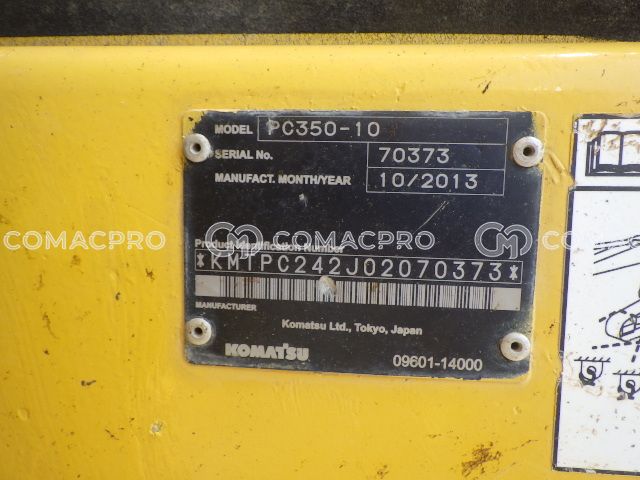 MODEL PC350-10
SERIAL No. 70373
MANUFACT. MONTH/YEAR 10/2013
COMACPRO COMACPRO COMACPRO
Product Identification Number
*KMTPC242J02070373*
MANUFACTURER
Komatsu Ltd., Tokyo, Japan
KOMATSU 09601-14000